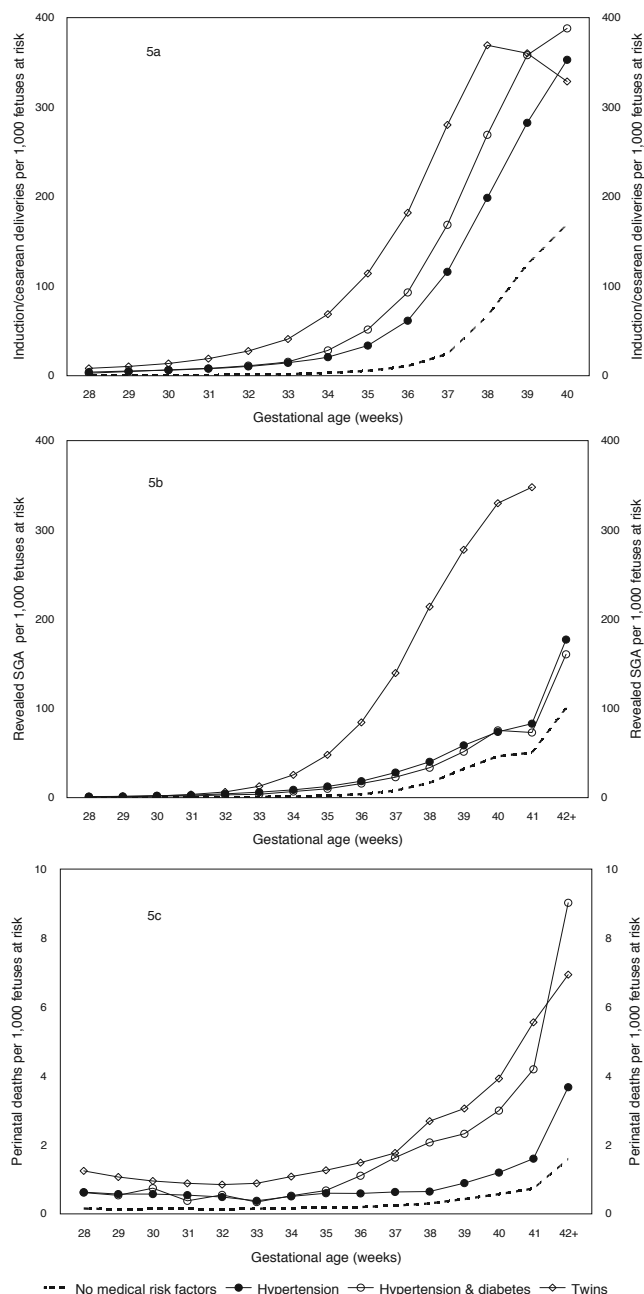 5a
Induction/cesarean deliveries per 1,000 fetuses at risk
400
300
200
100
0
400
300
200
100
0
Induction/cesarean deliveries per 1,000 fetuses at risk
28 29 30 31 32 33 34 35 36 37 38 39 40
Gestational age (weeks)
5b
Revealed SGA per 1,000 fetuses at risk
400
300
200
100
0
400
300
200
100
0
Revealed SGA per 1,000 fetuses at risk
28 29 30 31 32 33 34 35 36 37 38 39 40 41 42+
Gestational age (weeks)
5c
Perinatal deaths per 1,000 fetuses at risk
10
8
6
4
2
0
10
8
6
4
2
0
Perinatal deaths per 1,000 fetuses at risk
28 29 30 31 32 33 34 35 36 37 38 39 40 41 42+
Gestational age (weeks)
No medical risk factors Hypertension Hypertension & diabetes Twins